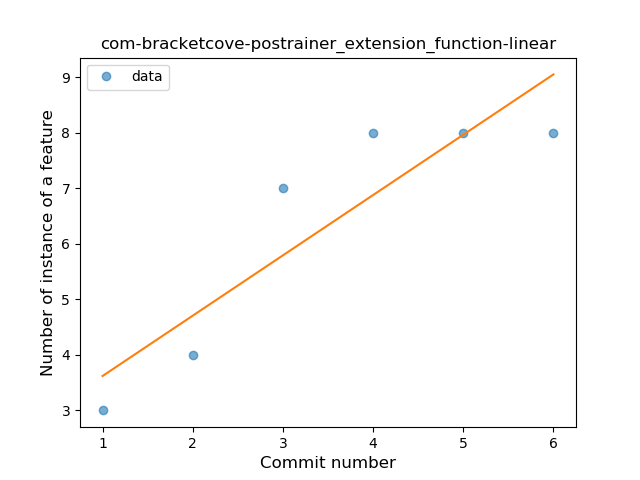 com-bracketcove-postrainer_extension_function-linear
data
Number of instance of a feature
9
8
7
6
5
4
3
1 2 3 4 5 6
Commit number